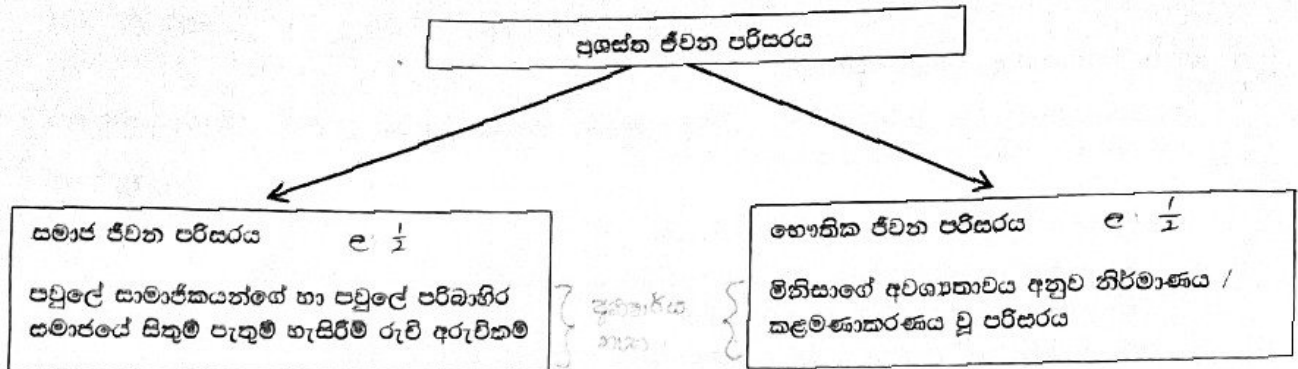 ප්‍රශස්ත ජීවන පරිසරය
සමාජ ජීවන පරිසරය ල. 1/2
පවුලේ සාමාජිකයන්ගේ හා පවුලේ පරිබාහිර
සමාජයේ සිතුම් පැතුම් හැසිරීම් රුචි අරුචිකම්
භෞතික ජීවන පරිසරය ල. 1/2
මිනිසාගේ අවශ්‍යතාවය අනුව නිර්මාණය /
කළමණාකරණය වූ පරිසරය